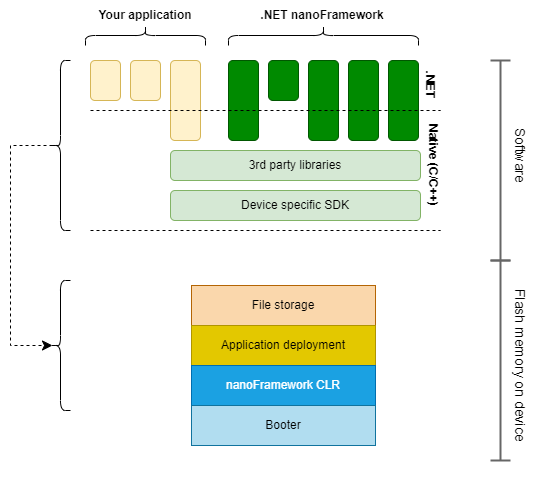 Your application
.NET nanoFramework
.NET
Native (C/C++)
Software
3rd party libraries
Device specific SDK
File storage
Application deployment
nanoFramework CLR
Booter
Flash memory on device